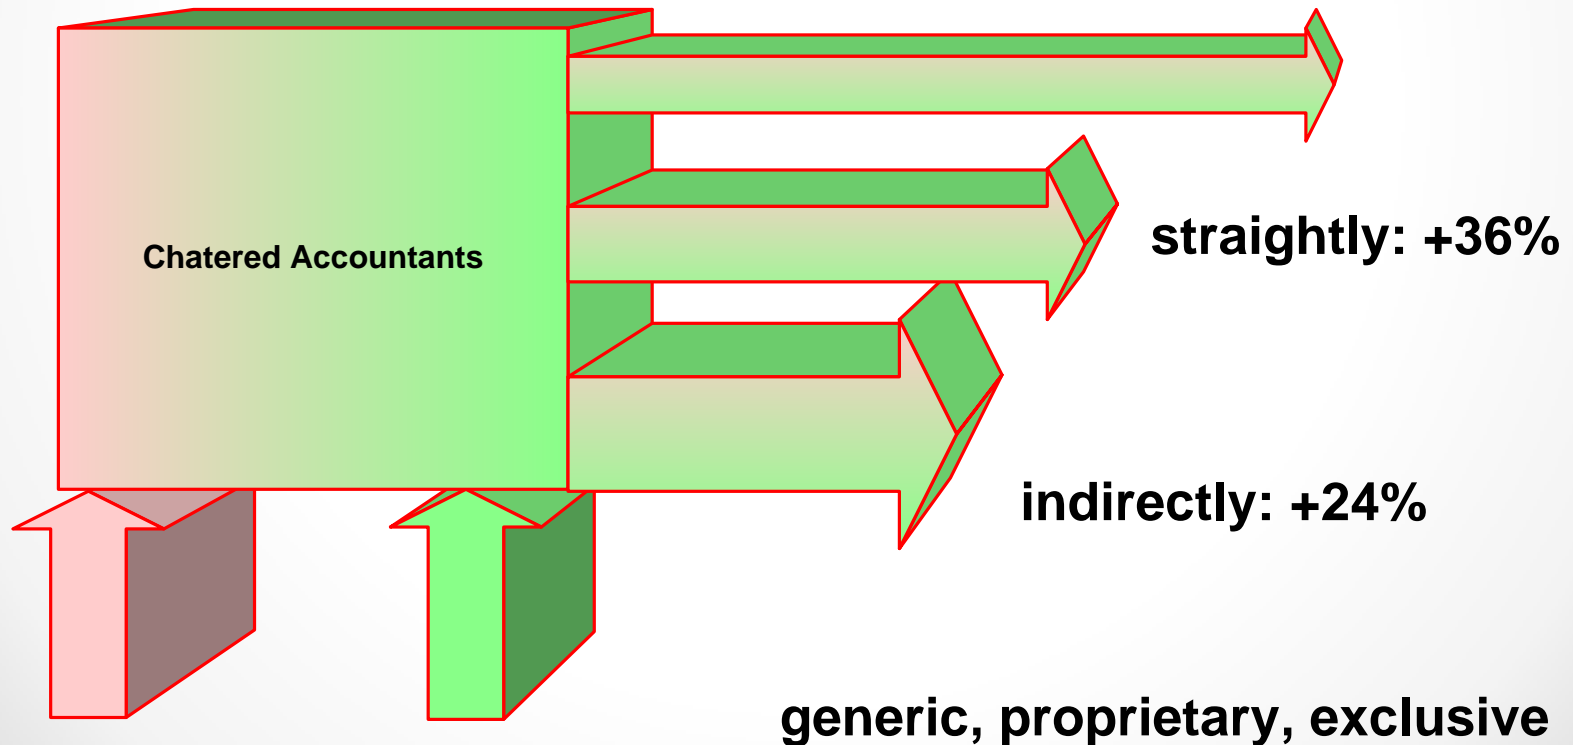 straightly: +36%
Chatered Accountants
indirectly: +24%
generic, proprietary, exclusive